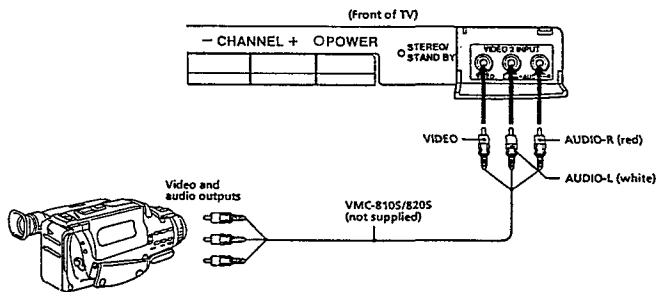 (Front of TV)
− CHANNEL + O POWER
O STEREO/
STAND BY
VIDEO 2 INPUT
VIDEO
AUDIO-R (red)
AUDIO-L (white)
Video and
audio outputs
VMC-810S/820S
(not supplied)